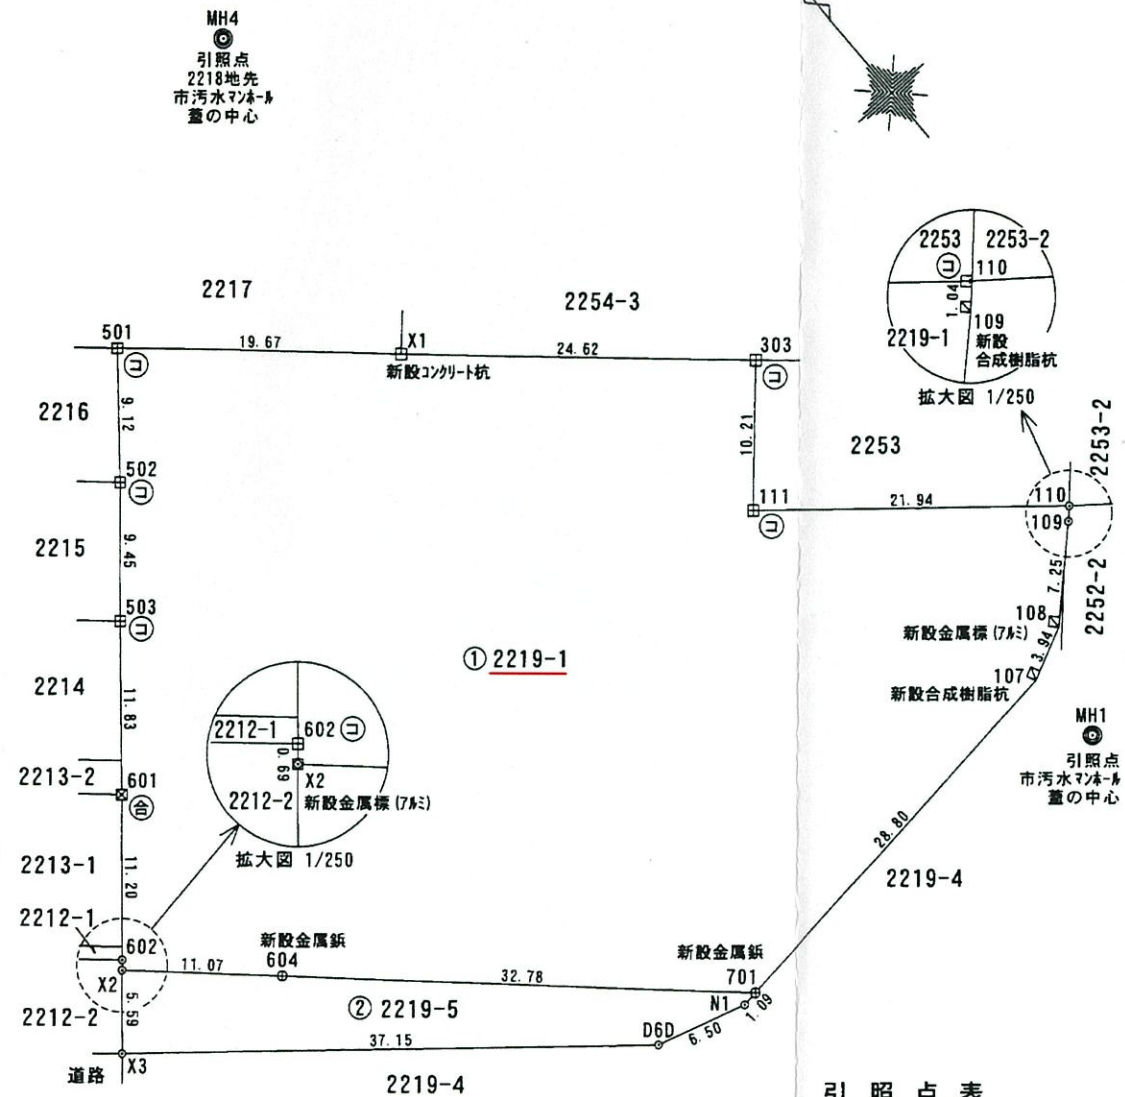 MH4
引照点
2218地先
市汚水マンホール
蓋の中心
2217
2254-3
2253
2253-2
コ
110
1.04
109
2219-1
新設
合成樹脂杭
拡大図 1/250
501
19.67
X1
24.62
303
コ
新設コンクリート杭
コ
2216
9.12
10.21
2253
2253-2
502
コ
111
21.94
110
コ
109
2215
9.45
7.25
2252-2
503
コ
108
新設金属標(アルミ)
3.94
① 2219-1
107
新設合成樹脂杭
2214
11.83
2212-1
602
コ
0.69
X2
2212-2
新設金属標(アルミ)
拡大図 1/250
MH1
引照点
市汚水マンホール
蓋の中心
2213-2
601
合
28.80
2213-1
11.20
2219-4
2212-1
602
新設金属鋲
604
新設金属鋲
701
11.07
32.78
X2
N1
1.09
5.59
② 2219-5
2212-2
D6D
6.50
37.15
X3
道路
2219-4
引照点表